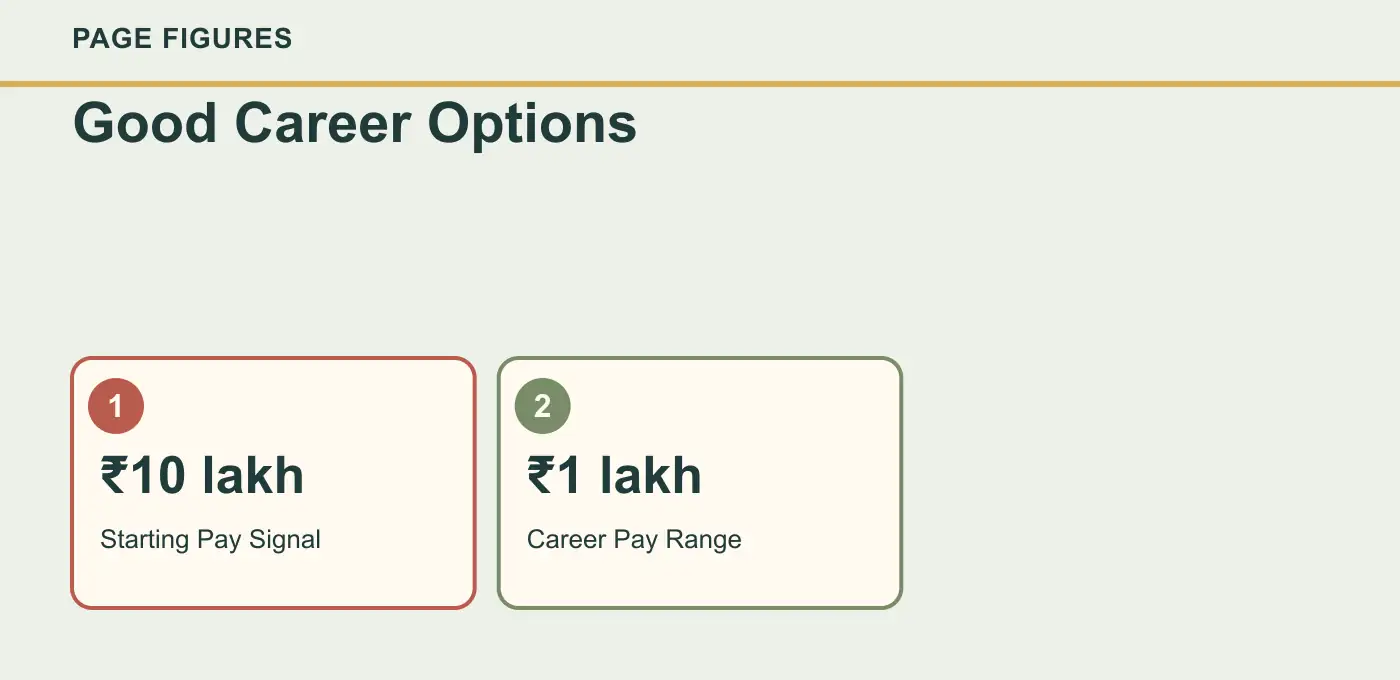 PAGE FIGURES
Good Career Options
1
₹10 lakh
Starting Pay Signal
2
₹1 lakh
Career Pay Range